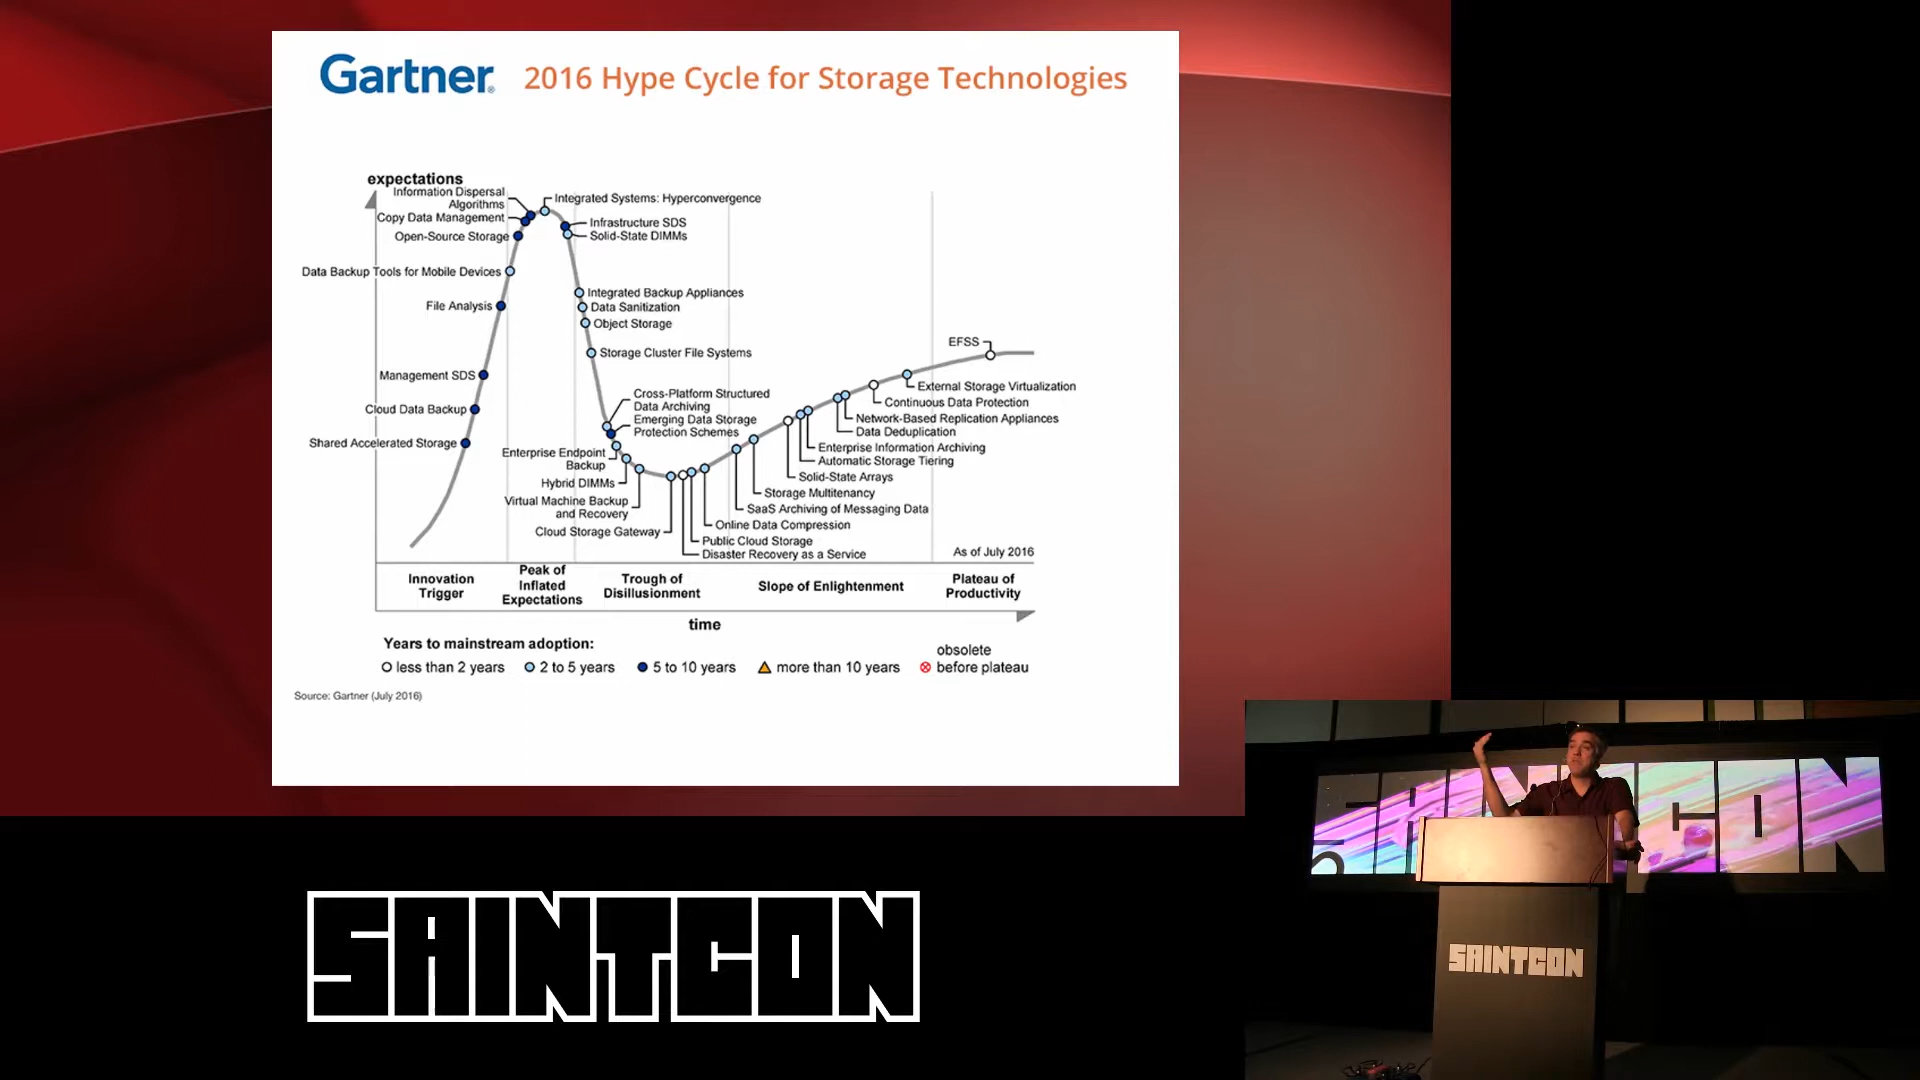 Gartner®
2016 Hype Cycle for Storage Technologies
expectations
Information Dispersal
Algorithms
Copy Data Management
Open-Source Storage
Data Backup Tools for Mobile Devices
File Analysis
Management SDS
Cloud Data Backup
Shared Accelerated Storage
Integrated Systems: Hyperconvergence
Infrastructure SDS
Solid-State DIMMs
Integrated Backup Appliances
Data Sanitization
Object Storage
Storage Cluster File Systems
Cross-Platform Structured
Data Archiving
Emerging Data Storage
Protection Schemes
Enterprise Endpoint
Backup
Hybrid DIMMs
Virtual Machine Backup
and Recovery
Cloud Storage Gateway
Disaster Recovery as a Service
Public Cloud Storage
Online Data Compression
SaaS Archiving of Messaging Data
Storage Multitenancy
Solid-State Arrays
Automatic Storage Tiering
Enterprise Information Archiving
Data Deduplication
Network-Based Replication Appliances
Continuous Data Protection
External Storage Virtualization
EFSS
As of July 2016
Innovation
Trigger
Peak of
Inflated
Expectations
Trough of
Disillusionment
Slope of Enlightenment
Plateau of
Productivity
time
Years to mainstream adoption:
less than 2 years
2 to 5 years
5 to 10 years
more than 10 years
obsolete
before plateau
Source: Gartner (July 2016)
SAINTCON
SAINTCON
SAINTCON